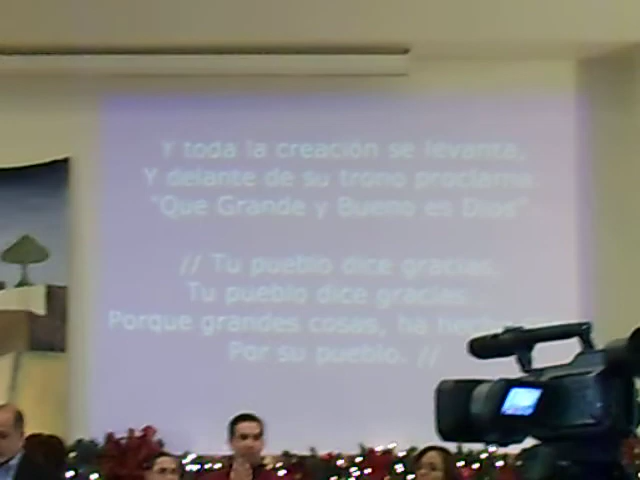 Y toda la creación se levanta,
Y delante de su trono proclama
"Que Grande y Bueno es Dios"
// Tu pueblo dice gracias,
Tu pueblo dice gracias
Porque grandes cosas, ha
Por su pueblo. //